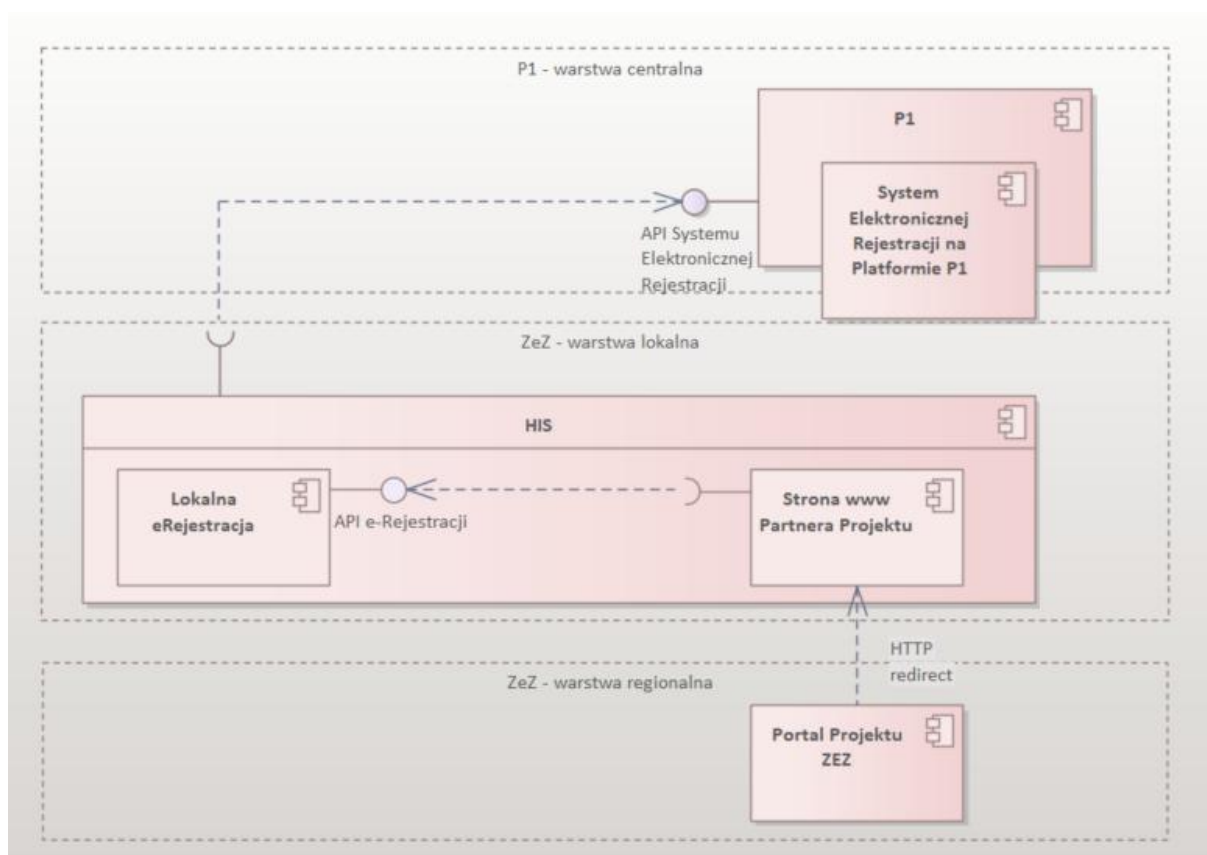 P1 - warstwa centralna
P1
System
Elektronicznej
Rejestracji na
Platformie P1
API Systemu
Elektronicznej
Rejestracji
ZeZ - warstwa lokalna
HIS
Lokalna
eRejestracja
API e-Rejestracji
Strona www
Partnera Projektu
HTTP
redirect
ZeZ - warstwa regionalna
Portal Projektu
ZEZ